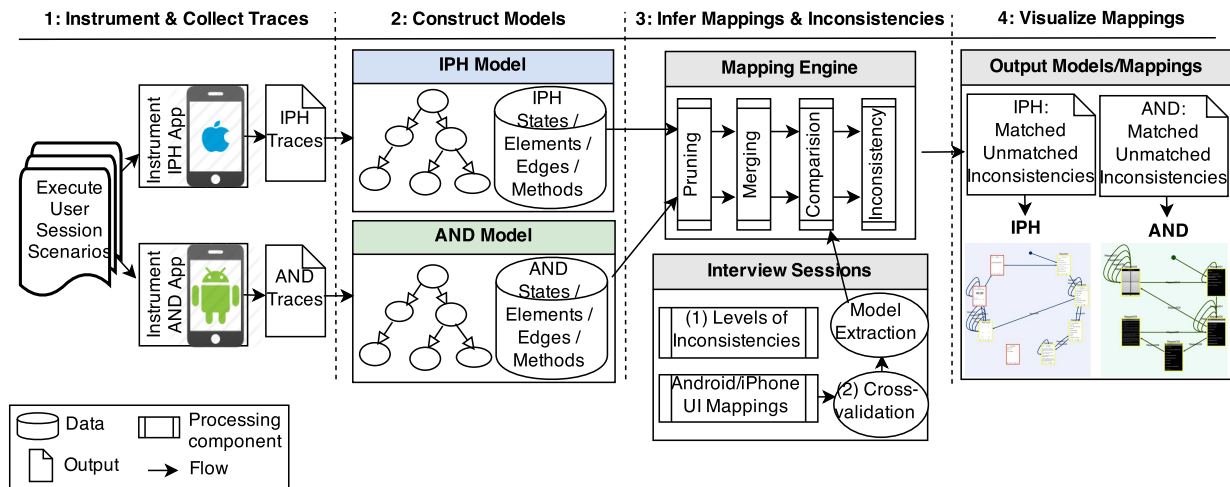 1: Instrument & Collect Traces
2: Construct Models
3: Infer Mappings & Inconsistencies
4: Visualize Mappings
Execute
User
Session
Scenarios
Instrument
IPH App
IPH
Traces
Instrument
AND App
AND
Traces
IPH Model
IPH
States /
Elements /
Edges /
Methods
AND Model
AND
States /
Elements /
Edges /
Methods
Mapping Engine
Pruning
Merging
Comparision
Inconsistency
Interview Sessions
(1) Levels of
Inconsistencies
Android/iPhone
UI Mappings
Model
Extraction
(2) Cross-
validation
Output Models/Mappings
IPH:
Matched
Unmatched
Inconsistencies
AND:
Matched
Unmatched
Inconsistencies
IPH
AND
Data
Processing
component
Output
Flow